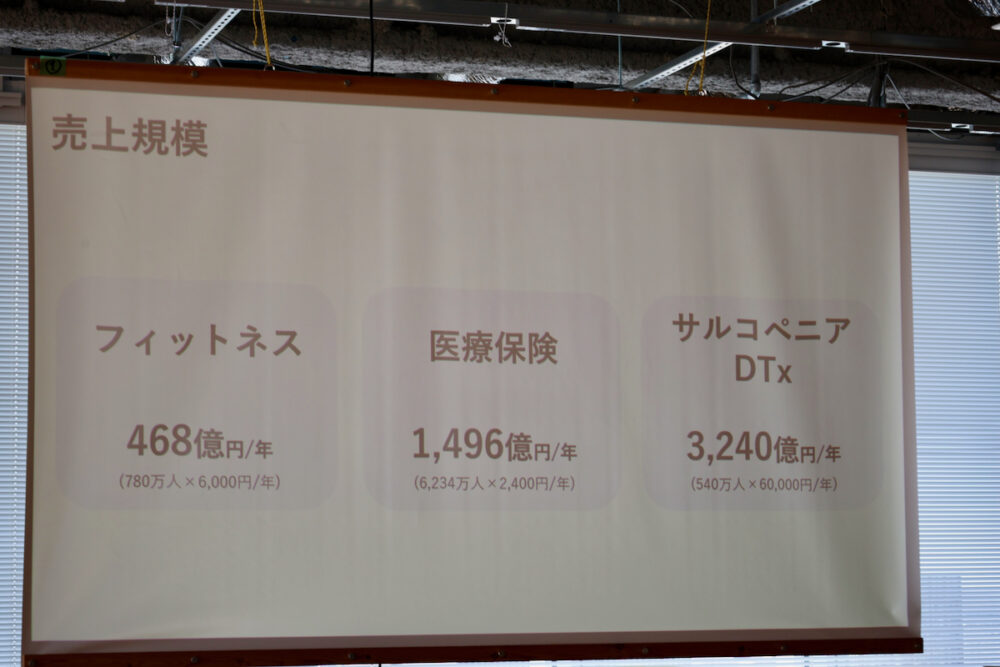 売上規模
フィットネス
468億円/年
(780万人×6,000円/年)
医療保険
1,496億円/年
(6,234万人×2,400円/年)
サルコペニア
DTx
3,240億円/年
(540万人×60,000円/年)